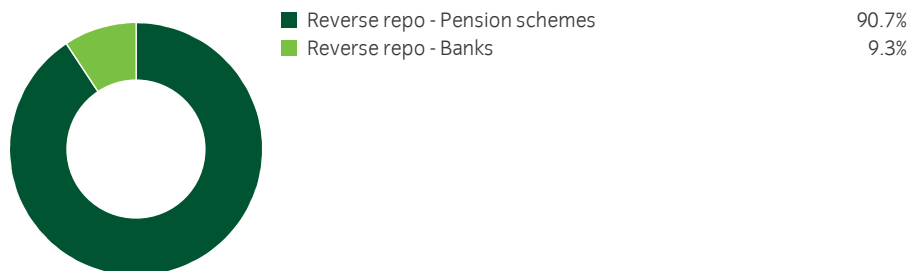 Reverse repo - Pension schemes 90.7%
Reverse repo - Banks 9.3%